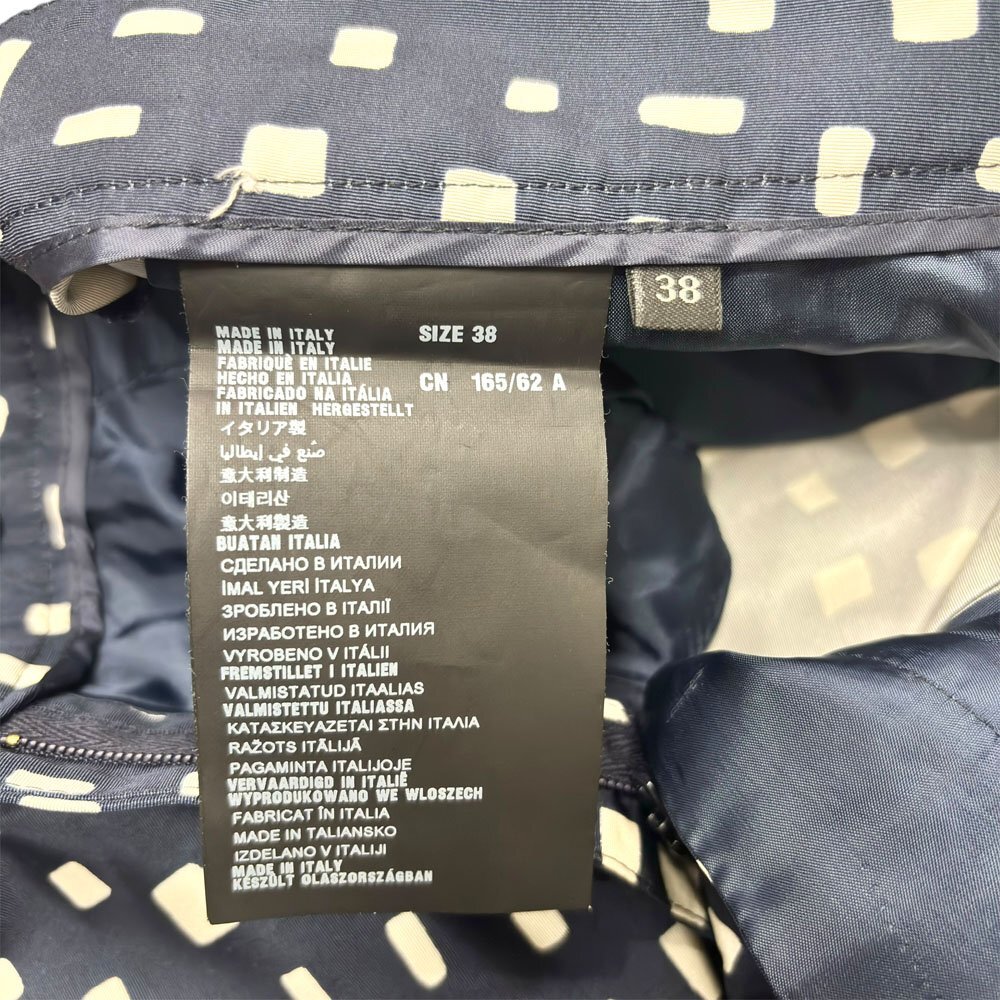 MADE IN ITALY
MADE IN ITALY
FABRIQUÉ EN ITALIE
HECHO EN ITALIA
FABRICADO NA ITÁLIA
IN ITALIEN HERGESTELLT
イタリア製
صنع في إيطاليا
意大利制造
이테리산
意大利製造
BUATAN ITALIA
СДЕЛАНО В ИТАЛИИ
İMAL YERİ İTALYA
ЗРОБЛЕНО В ІТАЛІЇ
ИЗРАБОТЕНО В ИТАЛИЯ
VYROBENO V ITÁLII
FREMSTILLET I ITALIEN
VALMISTATUD ITAALIAS
VALMISTETTU ITALIASSA
ΚΑΤΑΣΚΕΥΑΖΕΤΑΙ ΣΤΗΝ ΙΤΑΛΙΑ
RAŽOTS ITĀLIJĀ
PAGAMINTA ITALIJOJE
VERVAARDIGD IN ITALIË
WYPRODUKOWANO WE WLOSZECH
FABRICAT ÎN ITALIA
MADE IN TALIANSKO
IZDELANO V ITALIJI
MADE IN ITALY
KÉSZÜLT OLASZORSZÁGBAN
SIZE 38
CN 165/62 A
38